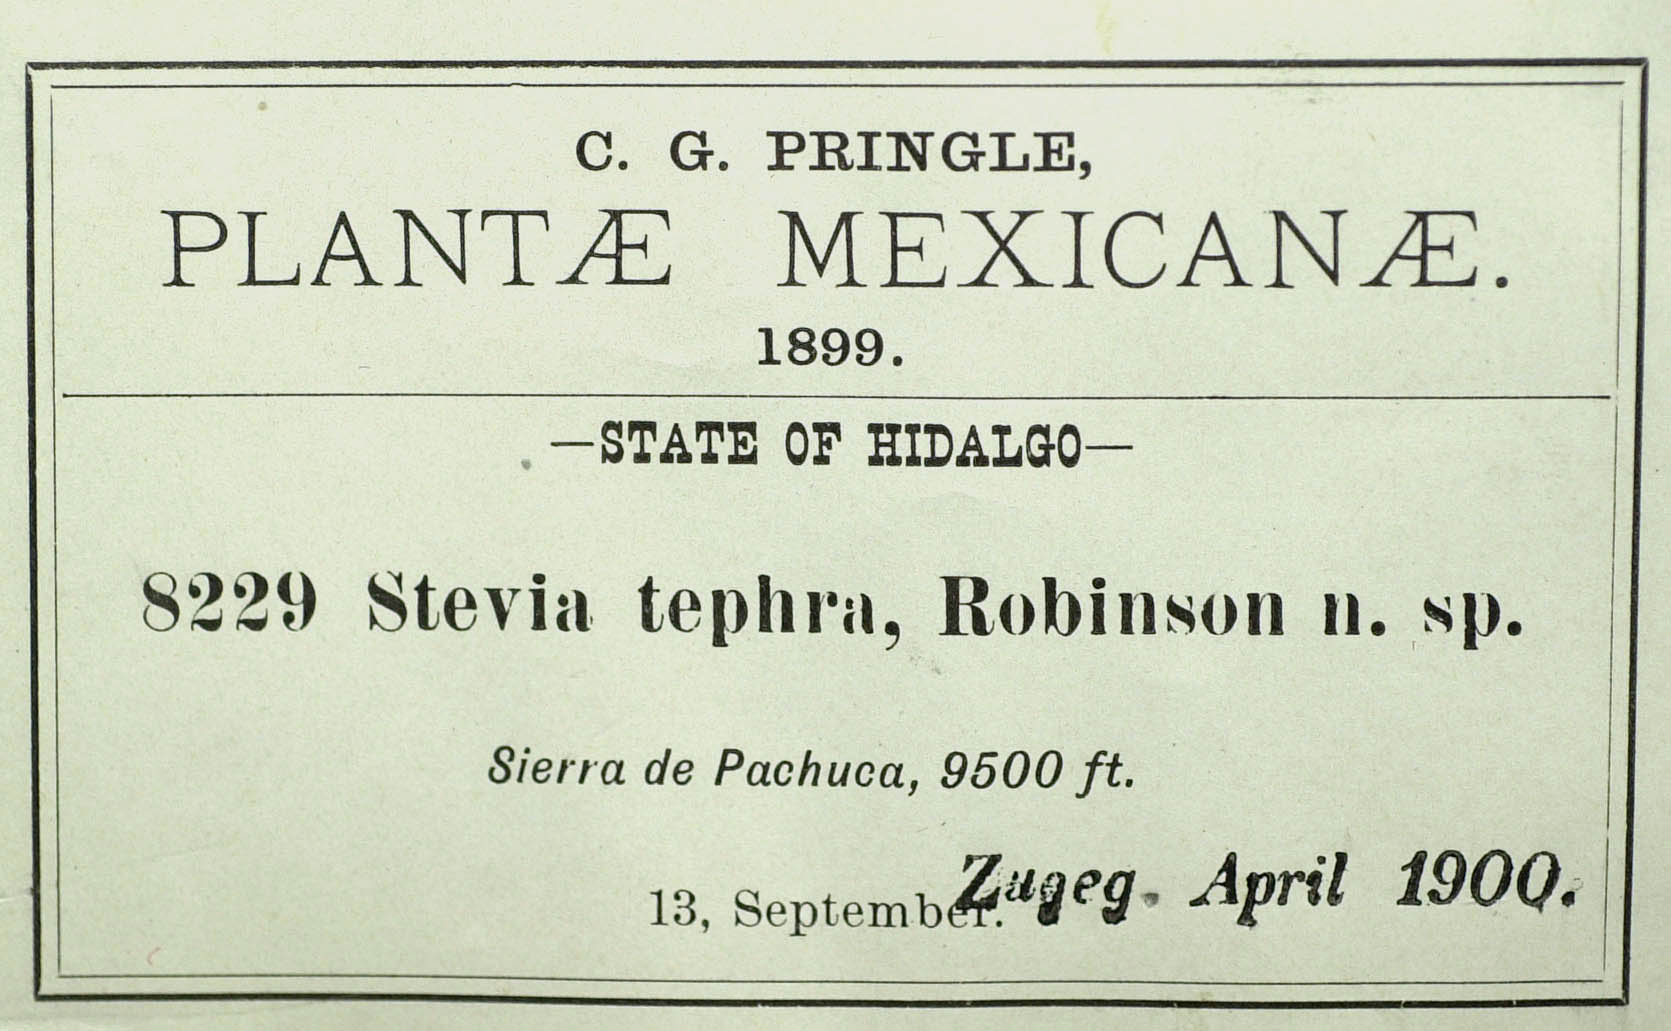 C. G. PRINGLE,
PLANTÆ MEXICANÆ.
1899.
—STATE OF HIDALGO—
8229 Stevia tephra, Robinson n. sp.
Sierra de Pachuca, 9500 ft.
13, September.
Zugeg. April 1900.